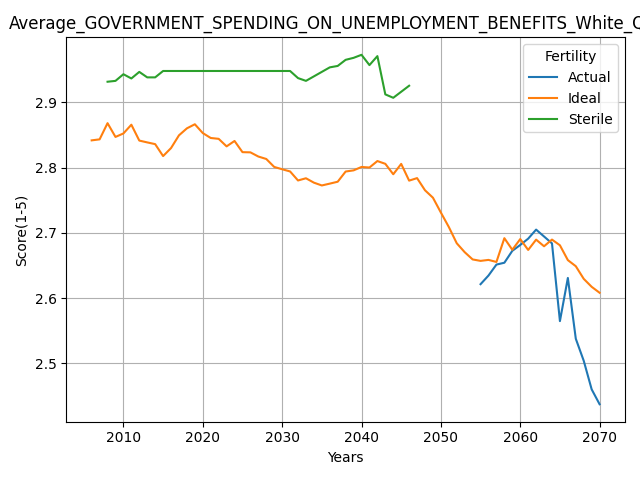 Average_GOVERNMENT_SPENDING_ON_UNEMPLOYMENT_BENEFITS_White_
Fertility
Actual
Ideal
Sterile
Score(1-5)
2.9
2.8
2.7
2.6
2.5
2010 2020 2030 2040 2050 2060 2070
Years